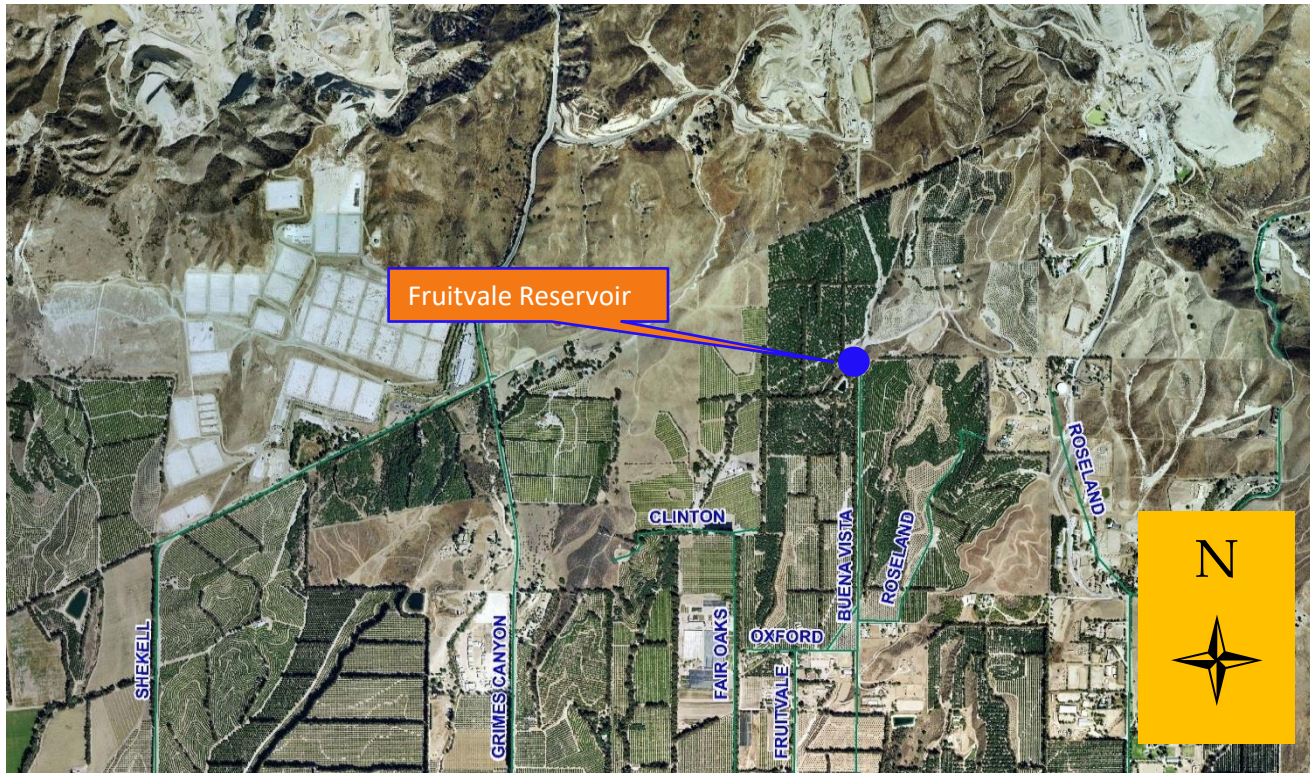 Fruitvale Reservoir
CLINTON
ROSELAND
BUENA VISTA
ROSELAND
N
SHEKELL
GRIMES CANYON
FAIR OAKS
OXFORD
FRUITVALE